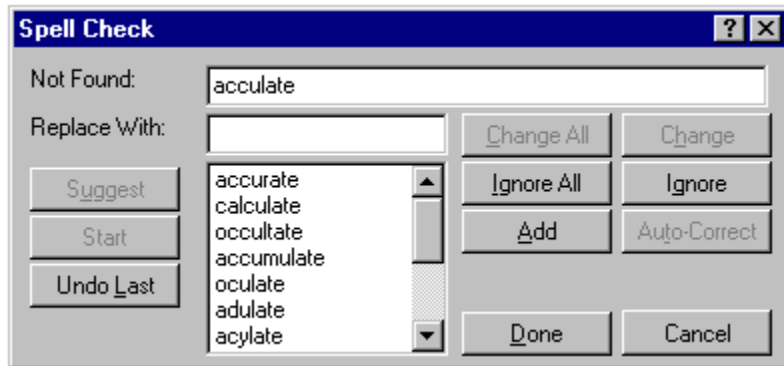 Spell Check
Not Found: acculate
Replace With: Change All Change
Suggest accurate Ignore All Ignore
calculate
Start occultate Add Auto-Correct
accumulate
Undo Last oculate
adulate
acylate Done Cancel